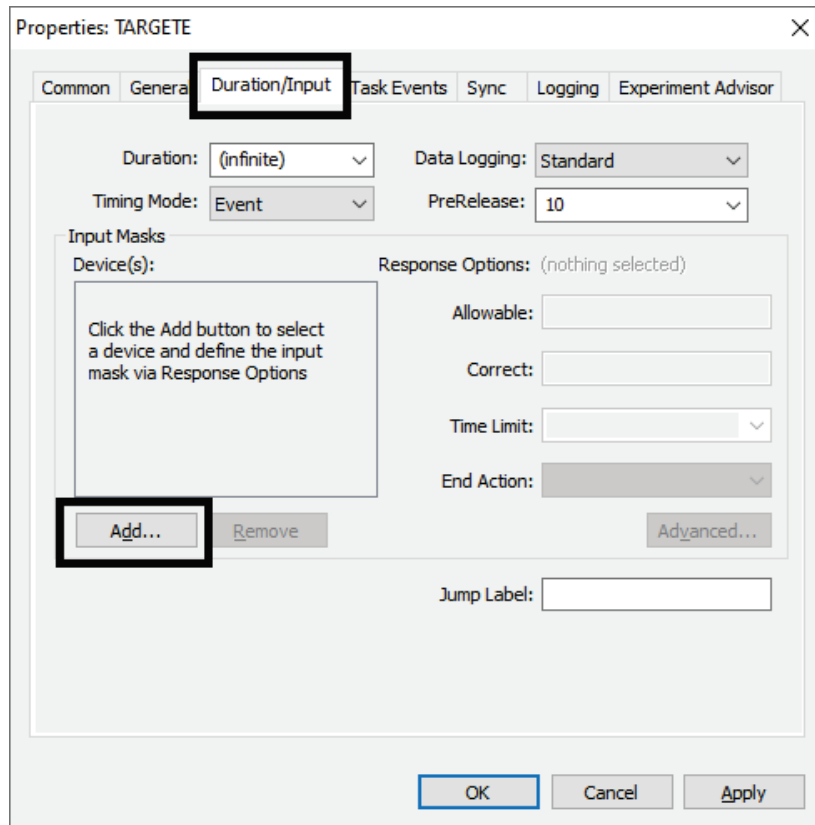 Properties: TARGETE
Common Genera Duration/Input Task Events Sync Logging Experiment Advisor
Duration: (infinite) Data Logging: Standard
Timing Mode: Event PreRelease: 10
Input Masks
Device(s): Response Options: (nothing selected)
Click the Add button to select
a device and define the input
mask via Response Options
Allowable:
Correct:
Time Limit:
End Action:
Add... Remove Advanced...
Jump Label:
OK Cancel Apply